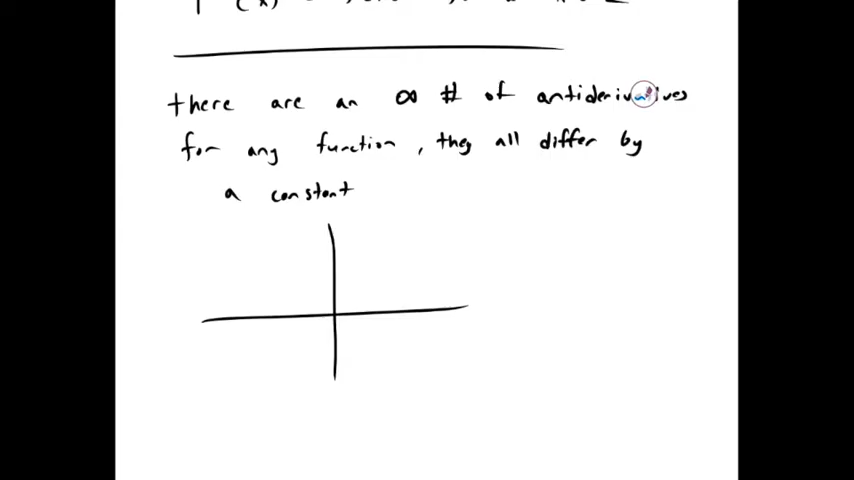 there are an ∞ # of antiderivatives
for any function, they all differ by
a constant